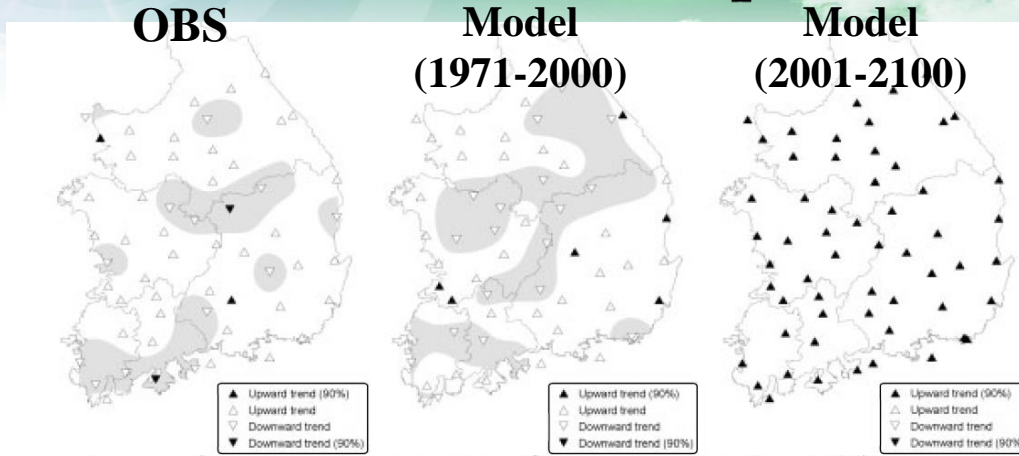 OBS
Model
(1971-2000)
Model
(2001-2100)
▲ Upward trend (90%)
△ Upward trend
▽ Downward trend
▼ Downward trend (90%)
▲ Upward trend (90%)
△ Upward trend
▽ Downward trend
▼ Downward trend (90%)
▲ Upward trend (90%)
△ Upward trend
▽ Downward trend
▼ Downward trend (90%